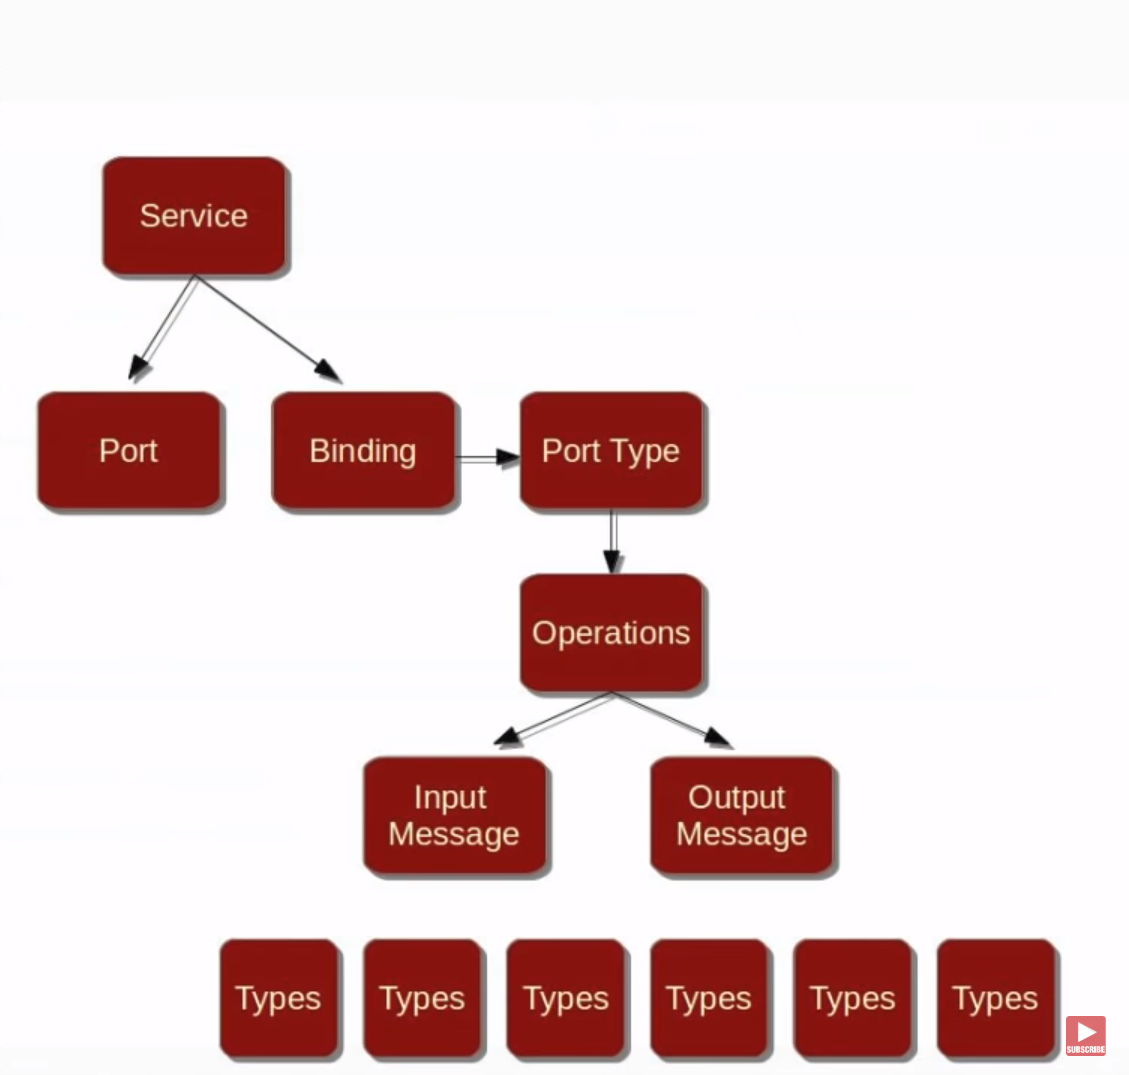 Service
Port
Binding
Port Type
Operations
Input
Message
Output
Message
Types
Types
Types
Types
Types
Types
SUBSCRIBE